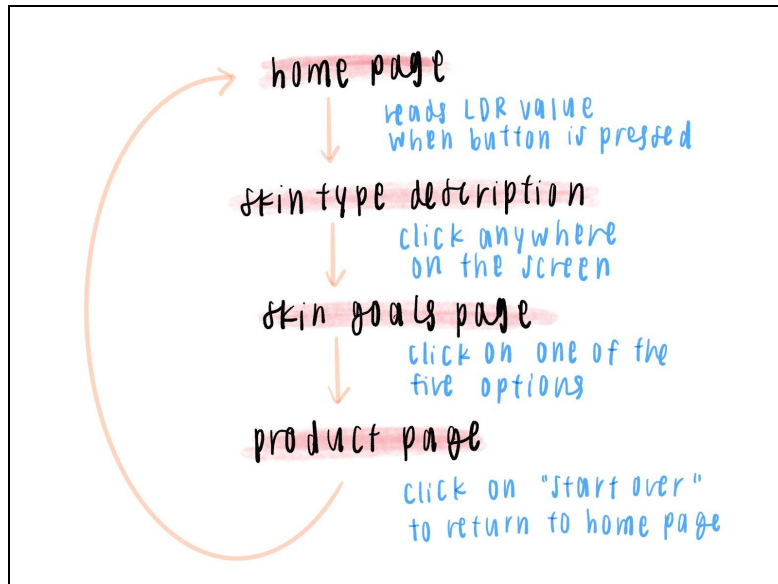 home page
reads LDR value
when button is pressed
skin type description
click anywhere
on the screen
skin goals page
click on one of the
five options
product page
click on "start over"
to return to home page